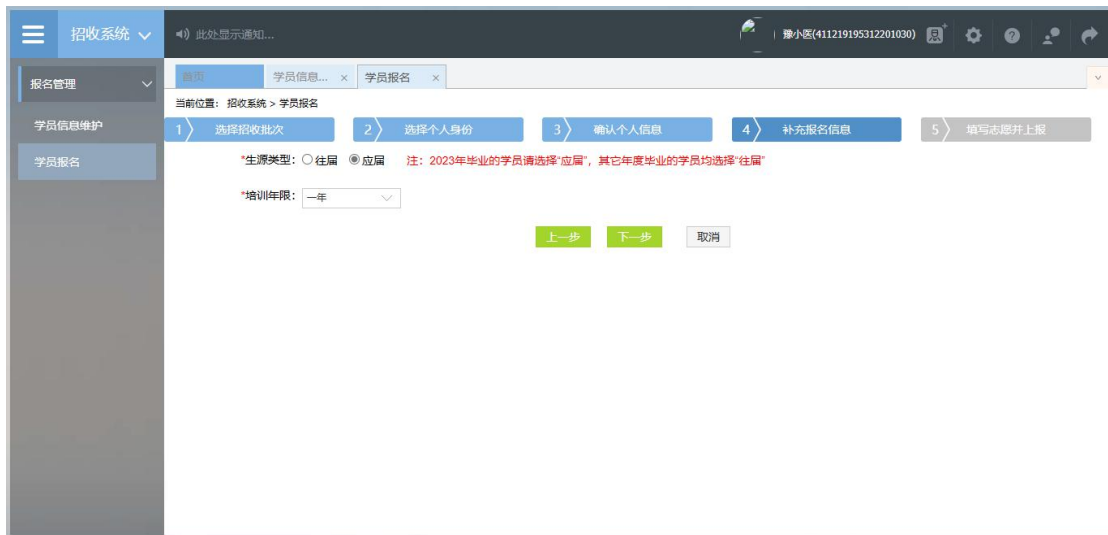 招收系统
此处显示通知...
豫小医(411219195312201030)
报名管理
学员信息维护
学员报名
首页
学员信息... ×
学员报名 ×
当前位置: 招收系统 > 学员报名
1 选择招收批次
2 选择个人身份
3 确认个人信息
4 补充报名信息
5 填写志愿并上报
*生源类型: 往届 应届 注: 2023年毕业的学员请选择“应届”, 其它年度毕业的学员均选择“往届”
*培训年限: 一年
上一步 下一步 取消